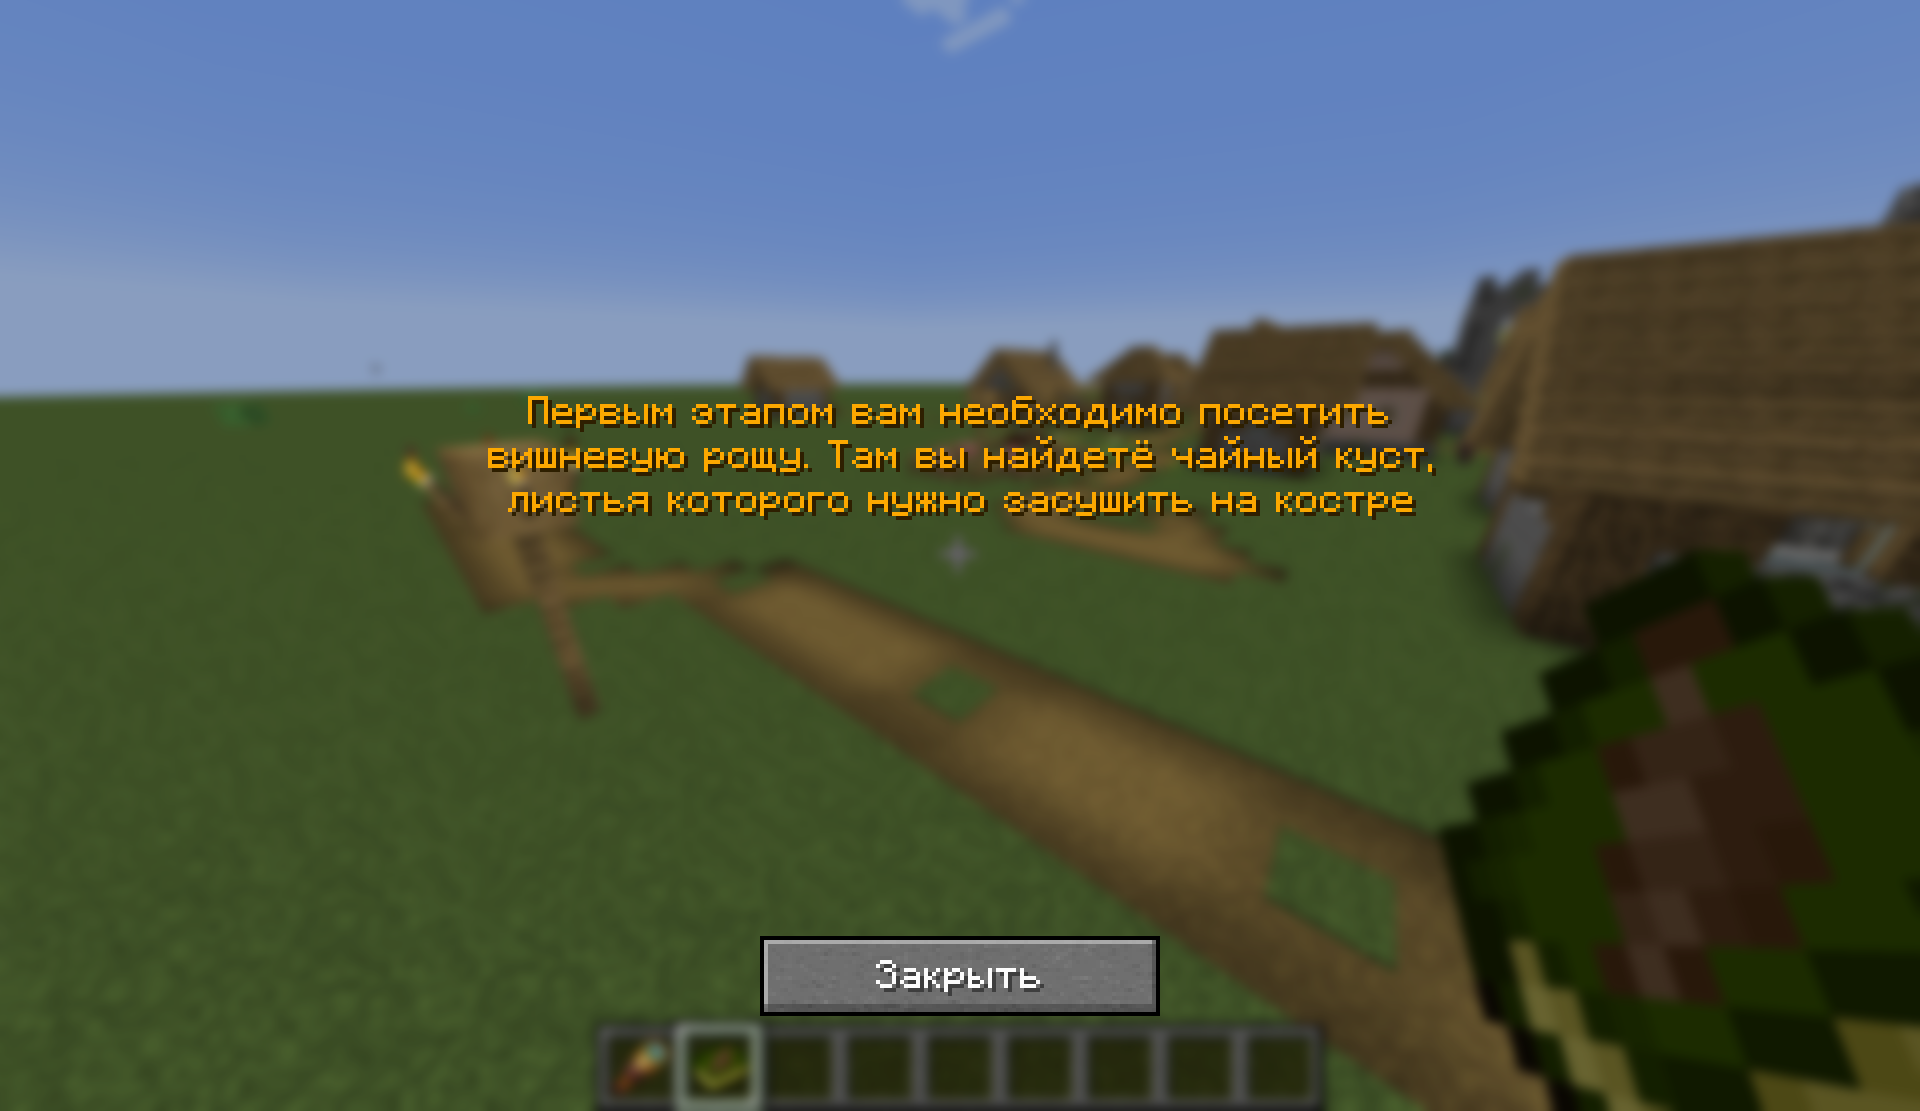 Первым этапом вам необходимо посетить
вишневую рощу. Там вы найдетё чайный куст,
листья которого нужно засушить на костре
Закрыть